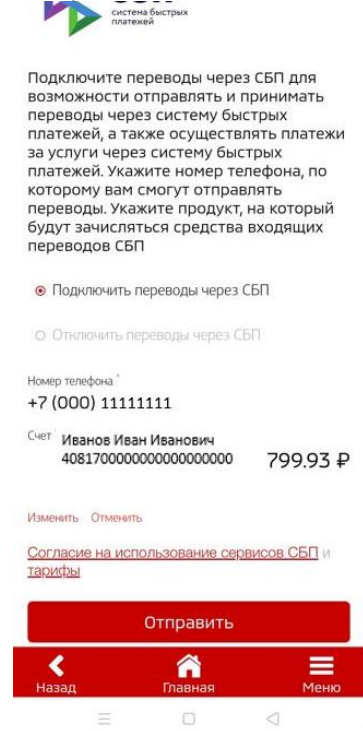 система быстрых
платежей
Подключите переводы через СБП для
возможности отправлять и принимать
переводы через систему быстрых
платежей, а также осуществлять платежи
за услуги через систему быстрых
платежей. Укажите номер телефона, по
которому вам смогут отправлять
переводы. Укажите продукт, на который
будут зачисляться средства входящих
переводов СБП
Подключить переводы через СБП
Отключить переводы через СБП
Номер телефона *
+7 (000) 11111111
Счет * Иванов Иван Иванович
4081700000000000000000 799.93 ₽
Изменить Отменить
Согласие на использование сервисов СБП и
тарифы
Отправить
Назад Главная Меню